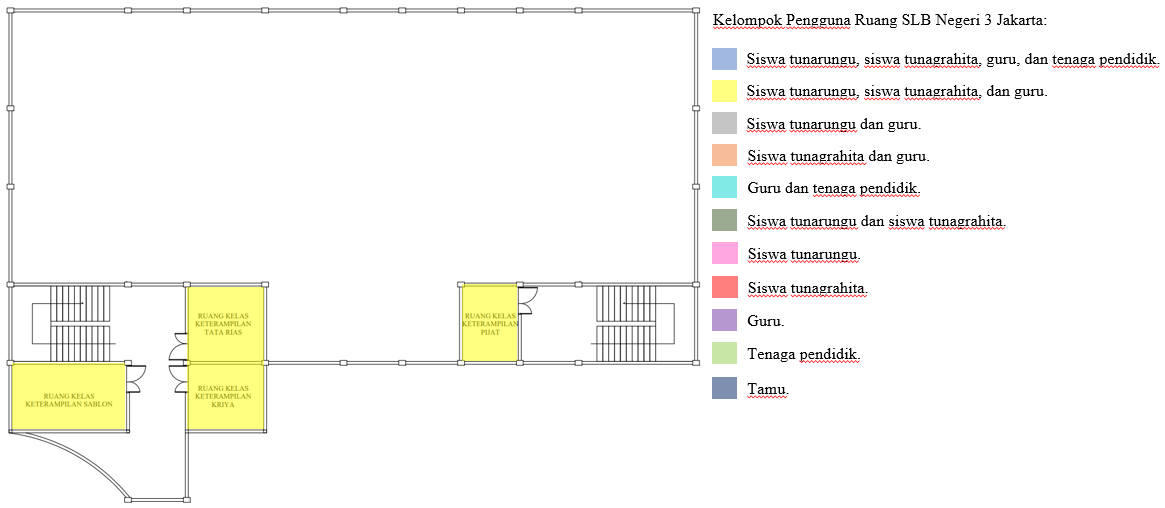 Kelompok Pengguna Ruang SLB Negeri 3 Jakarta:
Siswa tunarungu, siswa tunagrahita, guru, dan tenaga pendidik.
Siswa tunarungu, siswa tunagrahita, dan guru.
Siswa tunarungu dan guru.
Siswa tunagrahita dan guru.
Guru dan tenaga pendidik.
Siswa tunarungu dan siswa tunagrahita.
Siswa tunarungu.
Siswa tunagrahita.
Guru.
Tenaga pendidik.
Tamu.
RUANG KELAS
KETERAMPILAN
TATA RIAS
RUANG KELAS
KETERAMPILAN
PIJAT
RUANG KELAS
KETERAMPILAN SABLON
RUANG KELAS
KETERAMPILAN
KRIYA